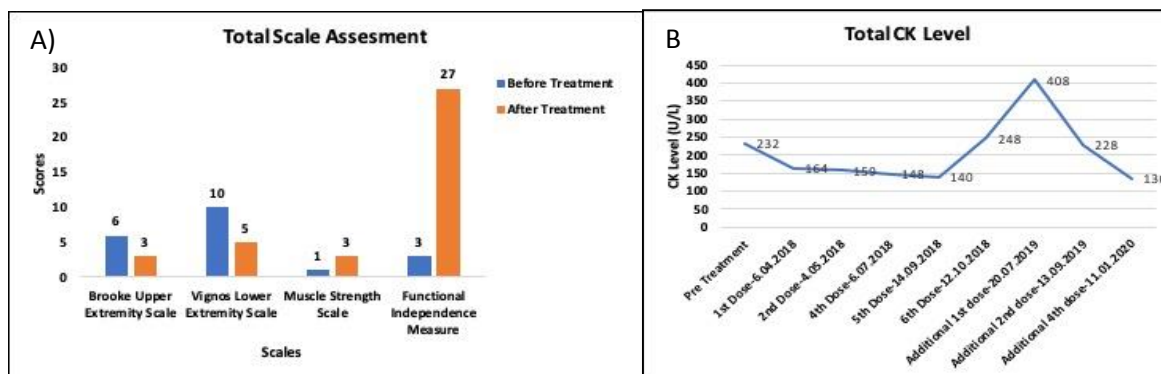 A)
Total Scale Assesment
30
25
20
15
10
5
0
Scores
6
3
10
5
1
3
3
27
Brooke Upper
Extremity Scale
Vignos Lower
Extremity Scale
Muscle Strength
Scale
Functional
Independence
Measure
Scales
Before Treatment
After Treatment
B
Total CK Level
450
400
350
300
250
200
150
100
50
0
CK Level (U/L)
232
164
159
148
140
248
408
228
Pre Treatment
1st Dose-6.04.2018
2nd Dose-4.05.2018
4th Dose-6.07.2018
5th Dose-14.09.2018
6th Dose-12.10.2018
Additional 1st dose-20.07.2019
Additional 2nd dose-13.09.2019
Additional 4th dose-11.01.2020